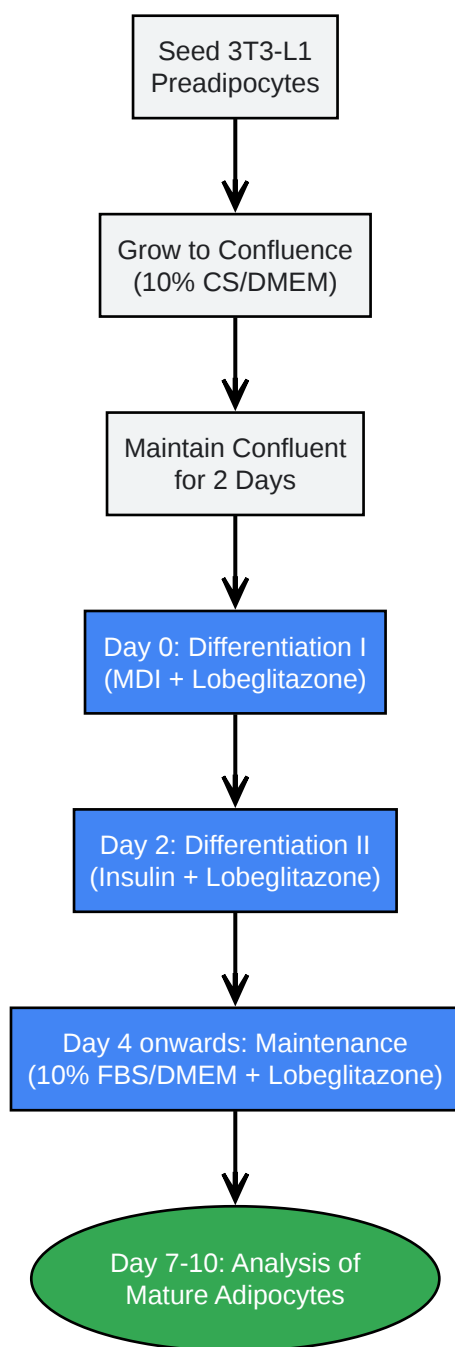 Seed 3T3-L1
Preadipocytes
Grow to Confluence
(10% CS/DMEM)
Maintain Confluent
for 2 Days
Day 0: Differentiation I
(MDI + Lobeglitazone)
Day 2: Differentiation II
(Insulin + Lobeglitazone)
Day 4 onwards: Maintenance
(10% FBS/DMEM + Lobeglitazone)
Day 7-10: Analysis of
Mature Adipocytes